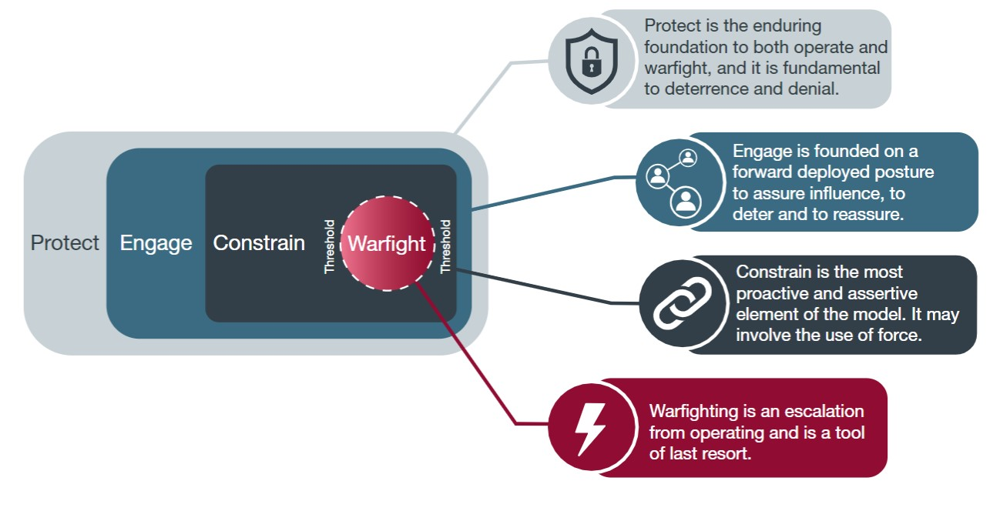 Protect is the enduring
foundation to both operate and
warfight, and it is fundamental
to deterrence and denial.
Engage is founded on a
forward deployed posture
to assure influence, to
deter and to reassure.
Protect
Engage
Constrain
Threshold
Warfight
Threshold
Constrain is the most
proactive and assertive
element of the model. It may
involve the use of force.
Warfighting is an escalation
from operating and is a tool
of last resort.